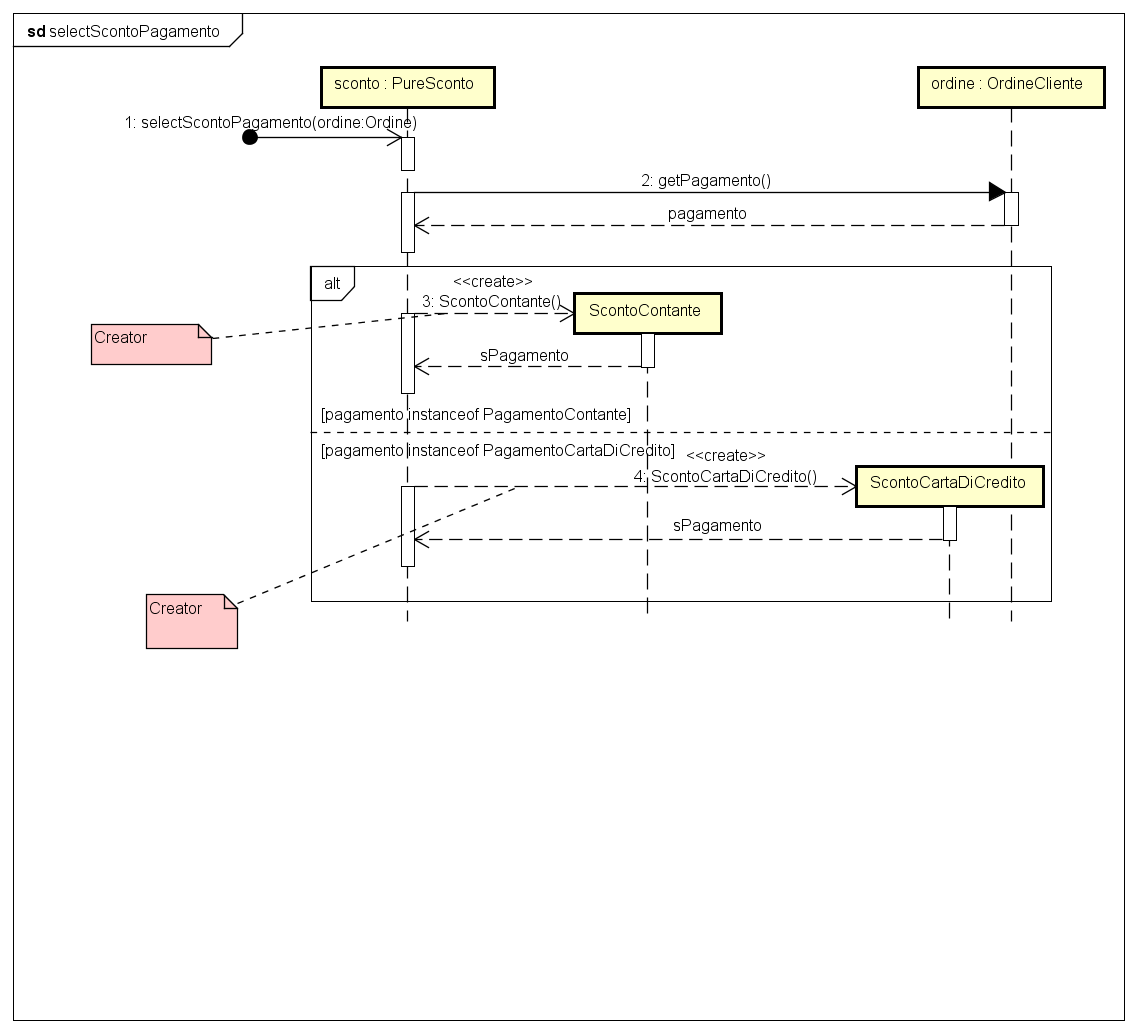 sd selectScontoPagamento
sconto : PureSconto
ordine : OrdineCliente
1: selectScontoPagamento(ordine:Ordine)
2: getPagamento()
pagamento
alt
<<create>>
3: ScontoContante()
ScontoContante
Creator
sPagamento
[pagamento instanceof PagamentoContante]
[pagamento instanceof PagamentoCartaDiCredito]
<<create>>
4: ScontoCartaDiCredito()
ScontoCartaDiCredito
sPagamento
Creator